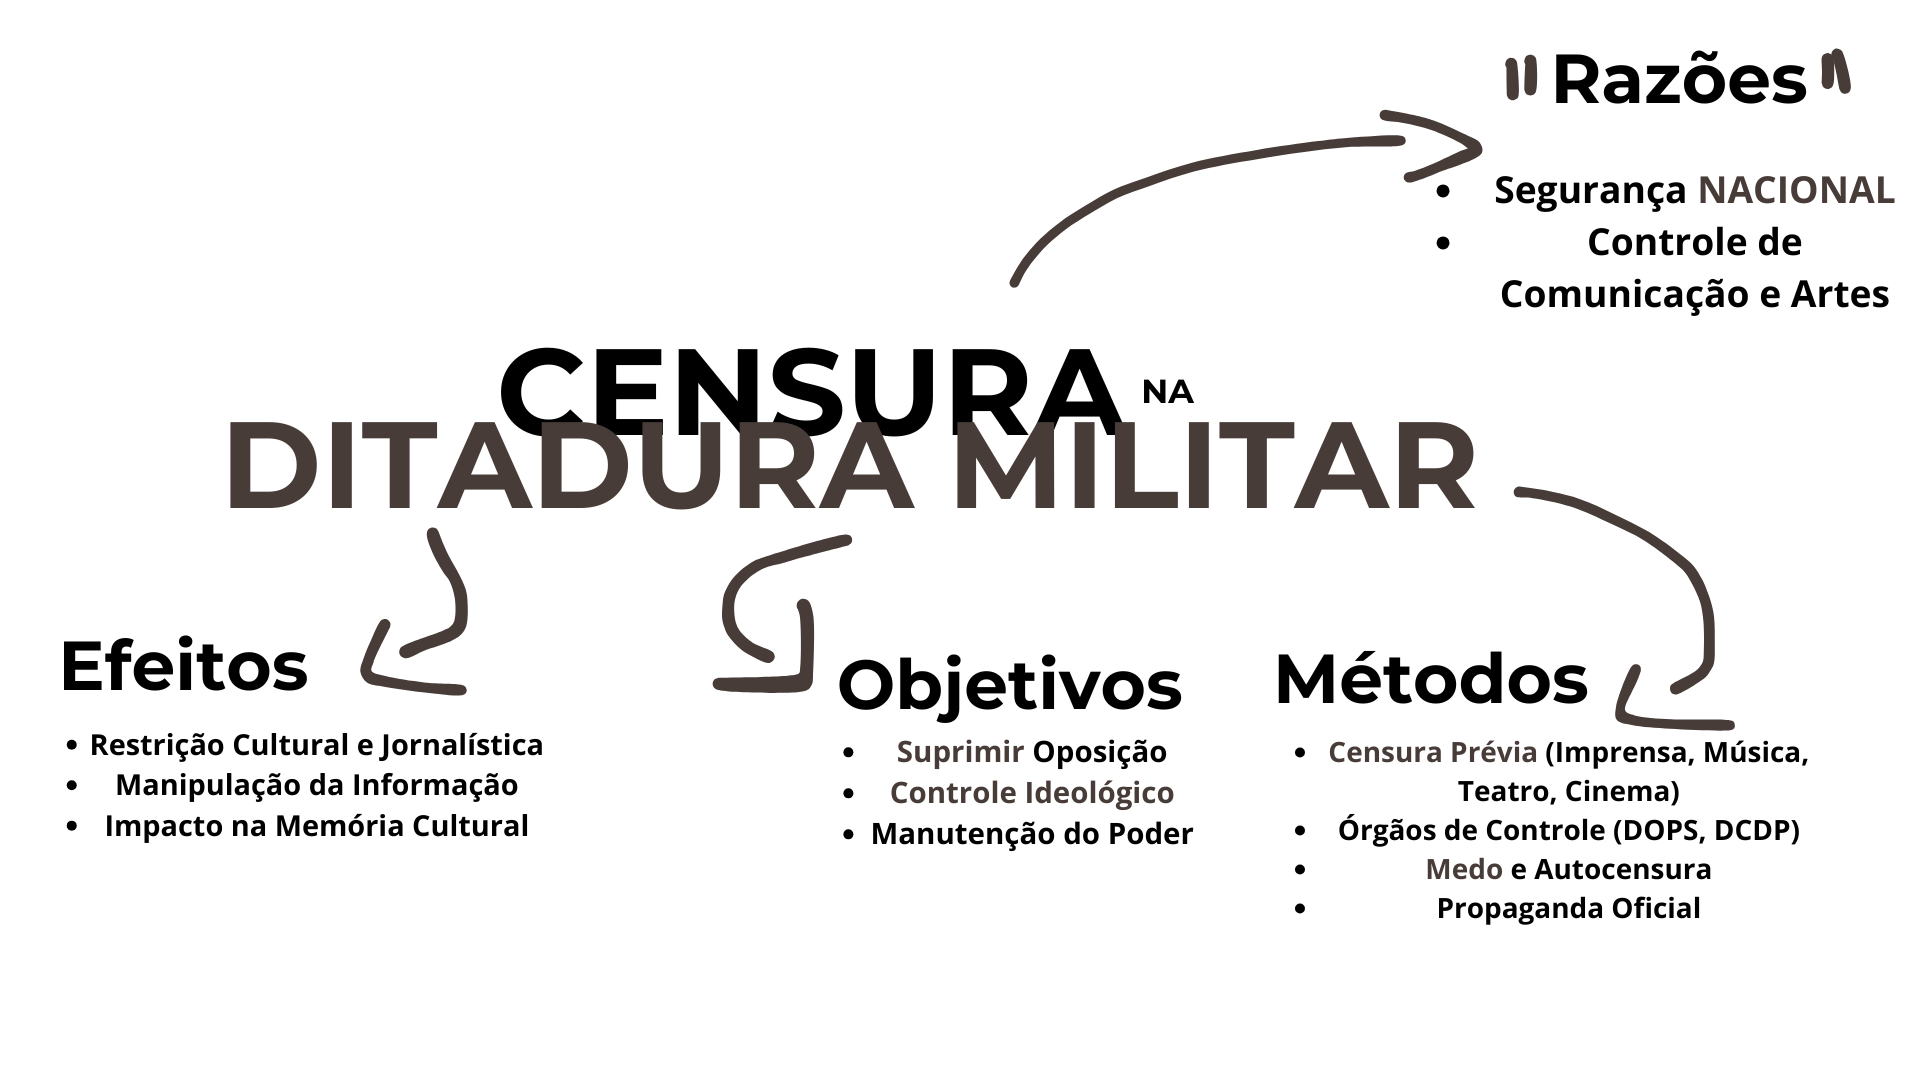 "Razões"
• Segurança NACIONAL
• Controle de
Comunicação e Artes
CENSURA NA
DITADURA MILITAR
Efeitos
• Restrição Cultural e Jornalística
• Manipulação da Informação
• Impacto na Memória Cultural
Objetivos
• Suprimir Oposição
• Controle Ideológico
• Manutenção do Poder
Métodos
• Censura Prévia (Imprensa, Música,
Teatro, Cinema)
• Órgãos de Controle (DOPS, DCDP)
• Medo e Autocensura
• Propaganda Oficial